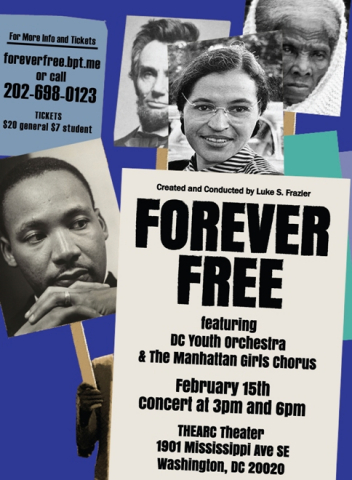 For More Info and Tickets
foreverfree.bpt.me
or call
202-698-0123
TICKETS
$20 general $7 student
Created and Conducted by Luke S. Frazier
FOREVER
FREE
featuring
DC Youth Orchestra
& The Manhattan Girls Chorus
February 15th
concert at 3pm and 6pm
THEARC Theater
1901 Mississippi Ave SE
Washington, DC 20020